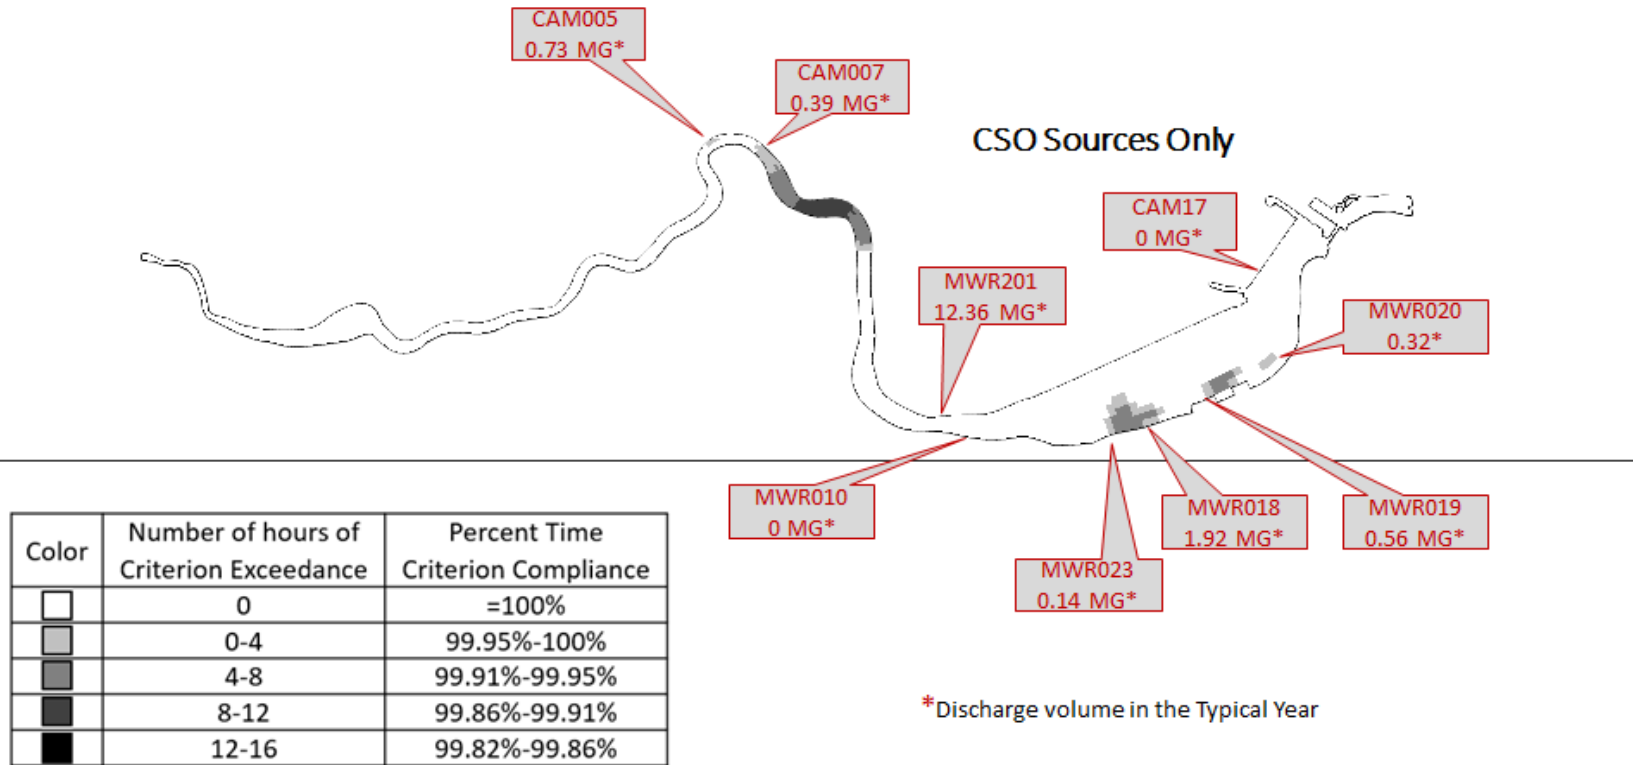 CAM005
0.73 MG*
CAM007
0.39 MG*
CSO Sources Only
CAM17
0 MG*
MWR201
12.36 MG*
MWR020
0.32*
MWR010
0 MG*
MWR018
1.92 MG*
MWR019
0.56 MG*
MWR023
0.14 MG*
Color Number of hours of Criterion Exceedance Percent Time Criterion Compliance
0 =100%
0-4 99.95%-100%
4-8 99.91%-99.95%
8-12 99.86%-99.91%
12-16 99.82%-99.86%
*Discharge volume in the Typical Year